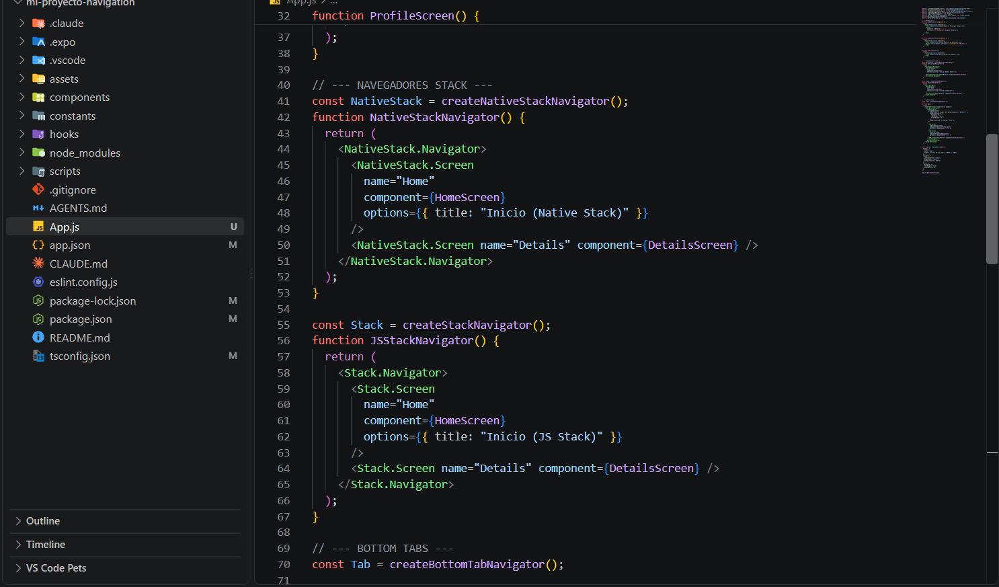 mi-proyecto-navigation
.claude
.expo
.vscode
assets
components
constants
hooks
node_modules
scripts
.gitignore
AGENTS.md
App.js U
app.json M
CLAUDE.md
eslint.config.js
package-lock.json M
package.json M
README.md
tsconfig.json M
Outline
Timeline
VS Code Pets
App.js > ...
32 function ProfileScreen() {
37 );
38 }
39
40 // --- NAVEGADORES STACK ---
41 const NativeStack = createNativeStackNavigator();
42 function NativeStackNavigator() {
43 return (
44 <NativeStack.Navigator>
45 <NativeStack.Screen
46 name="Home"
47 component={HomeScreen}
48 options={{ title: "Inicio (Native Stack)" }}
49 />
50 <NativeStack.Screen name="Details" component={DetailsScreen} />
51 </NativeStack.Navigator>
52 );
53 }
54
55 const Stack = createStackNavigator();
56 function JSStackNavigator() {
57 return (
58 <Stack.Navigator>
59 <Stack.Screen
60 name="Home"
61 component={HomeScreen}
62 options={{ title: "Inicio (JS Stack)" }}
63 />
64 <Stack.Screen name="Details" component={DetailsScreen} />
65 </Stack.Navigator>
66 );
67 }
68
69 // --- BOTTOM TABS ---
70 const Tab = createBottomTabNavigator();
71